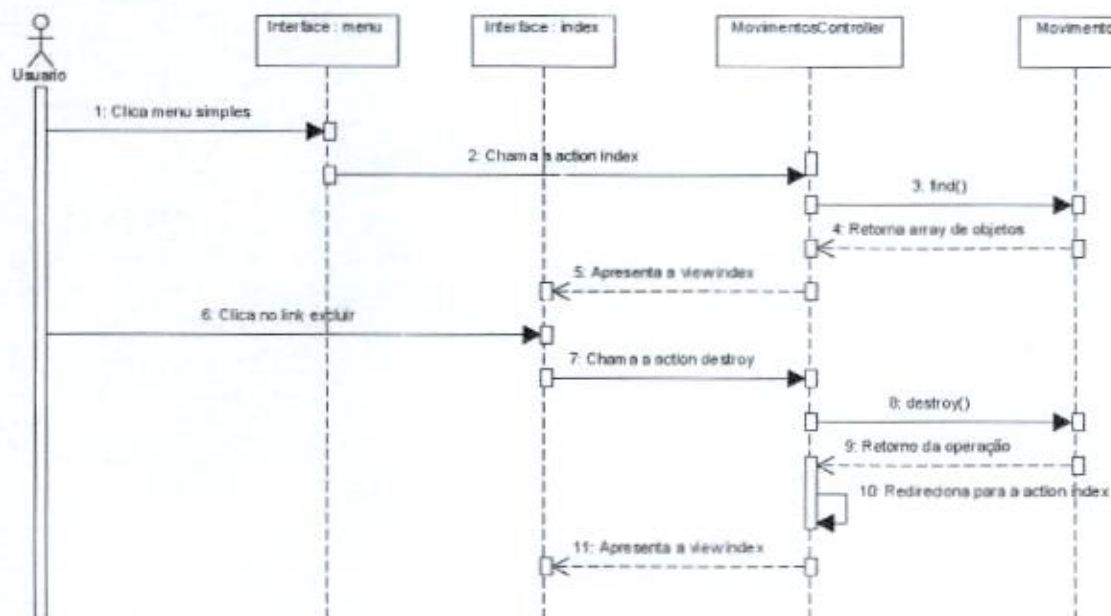 Interface : menu
Interface : index
MovimentosController
Movimento
Usuario
1: Clica menu simples
2: Chama a action index
3: find()
4: Retorna array de objetos
5: Apresenta a view index
6: Clica no link excluir
7: Chama a action destroy
8: destroy()
9: Retorno da operação
10: Redireciona para a action index
11: Apresenta a view index